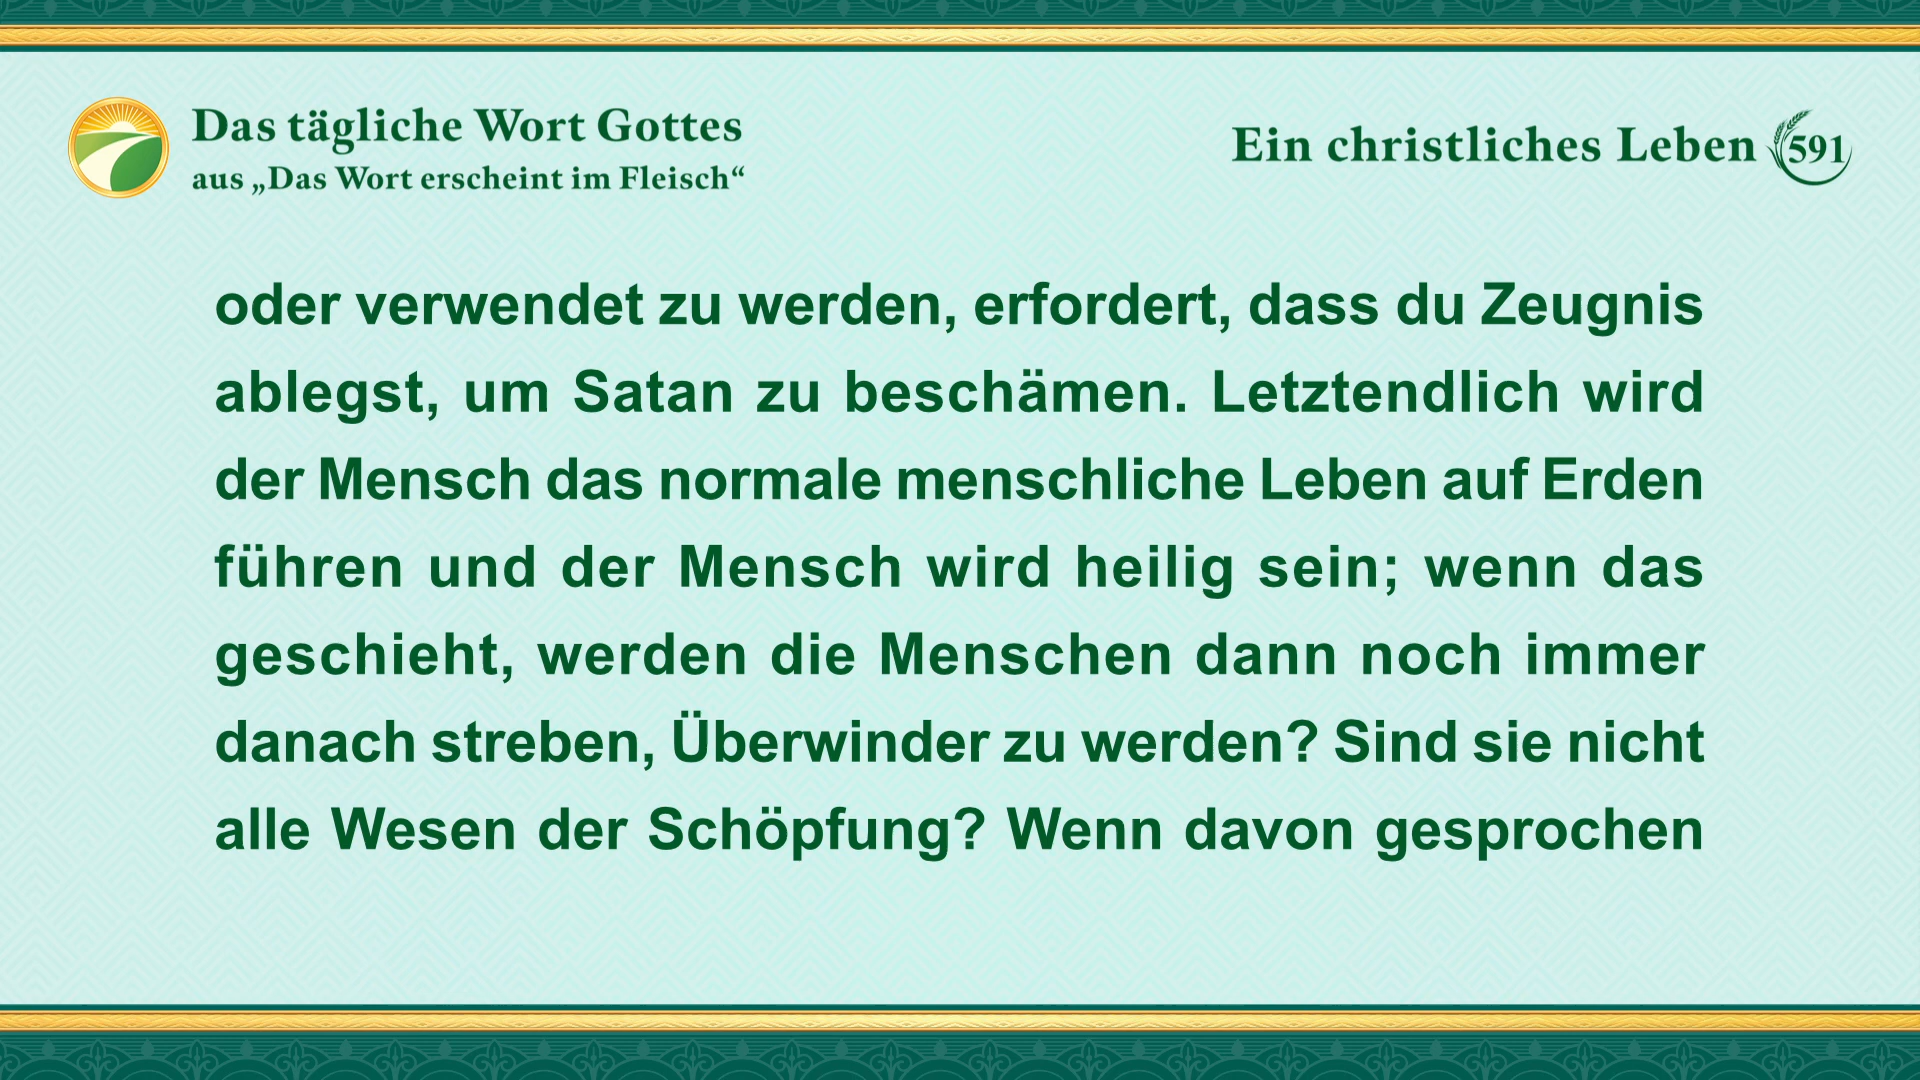 Das tägliche Wort Gottes
aus „Das Wort erscheint im Fleisch“
Ein christliches Leben 591
oder verwendet zu werden, erfordert, dass du Zeugnis
ablegst, um Satan zu beschämen. Letztendlich wird
der Mensch das normale menschliche Leben auf Erden
führen und der Mensch wird heilig sein; wenn das
geschieht, werden die Menschen dann noch immer
danach streben, Überwinder zu werden? Sind sie nicht
alle Wesen der Schöpfung? Wenn davon gesprochen